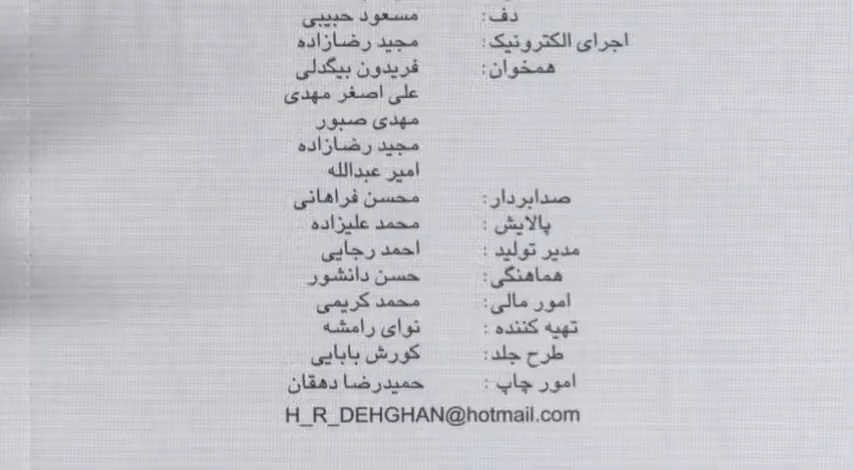 دف: مسعود حبیبی
اجرای الکترونیک: مجید رضازاده
همخوان: فریدون بیگدلی
علی اصغر مهدی
مهدی صبور
مجید رضازاده
امیر عبدالله
صدابردار: محسن فراهانی
پالایش: محمد علیزاده
مدیر تولید: احمد رجایی
هماهنگی: حسن دانشور
امور مالی: محمد کریمی
تهیه کننده: نوای رامشه
طرح جلد: کورش بابایی
امور چاپ: حمیدرضا دهقان
H_R_DEHGHAN@hotmail.com